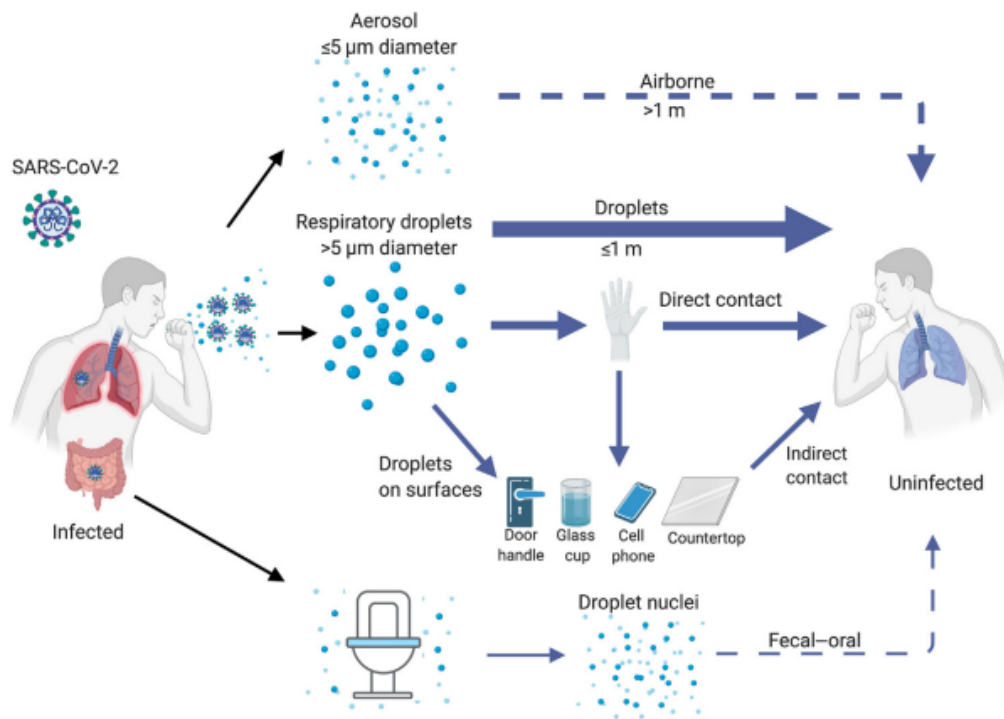 Aerosol
≤5 μm diameter
Airborne
>1 m
SARS-CoV-2
Respiratory droplets
>5 μm diameter
Droplets
≤1 m
Direct contact
Droplets
on surfaces
Indirect
contact
Door
handle
Glass
cup
Cell
phone
Countertop
Infected
Uninfected
Droplet nuclei
Fecal–oral